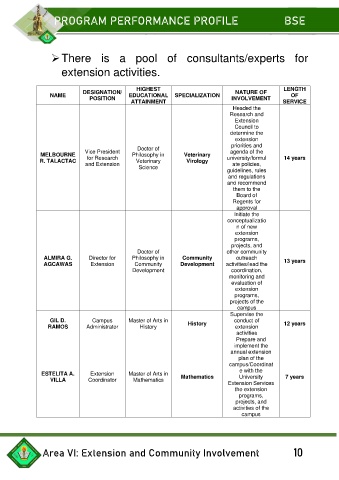 PROGRAM PERFORMANCE PROFILE BSE
➢There is a pool of consultants/experts for
extension activities.
NAME
DESIGNATION/
POSITION
HIGHEST
EDUCATIONAL
ATTAINMENT
SPECIALIZATION
NATURE OF
INVOLVEMENT
LENGTH
OF
SERVICE
MELBOURNE
R. TALACTAC
Vice President
for Research
and Extension
Doctor of
Philosophy in
Veterinary
Science
Veterinary
Virology
Headed the
Research and
Extension
Council to
determine the
extension
priorities and
agenda of the
university/formul
ate policies,
guidelines, rules
and regulations
and recommend
them to the
Board of
Regents for
approval
14 years
ALMIRA G.
AGCAWAS
Director for
Extension
Doctor of
Philosophy in
Community
Development
Community
Development
Initiate the
conceptualizatio
n of new
extension
programs,
projects, and
other community
outreach
activities/lead the
coordination,
monitoring and
evaluation of
extension
programs,
projects of the
campus
13 years
GIL D.
RAMOS
Campus
Administrator
Master of Arts in
History
History
Supervise the
conduct of
extension
activities
12 years
ESTELITA A.
VILLA
Extension
Coordinator
Master of Arts in
Mathematics
Mathematics
Prepare and
implement the
annual extension
plan of the
campus/Coordinat
e with the
University
Extension Services
the extension
programs,
projects, and
activities of the
campus
7 years
Area VI: Extension and Community Involvement 10